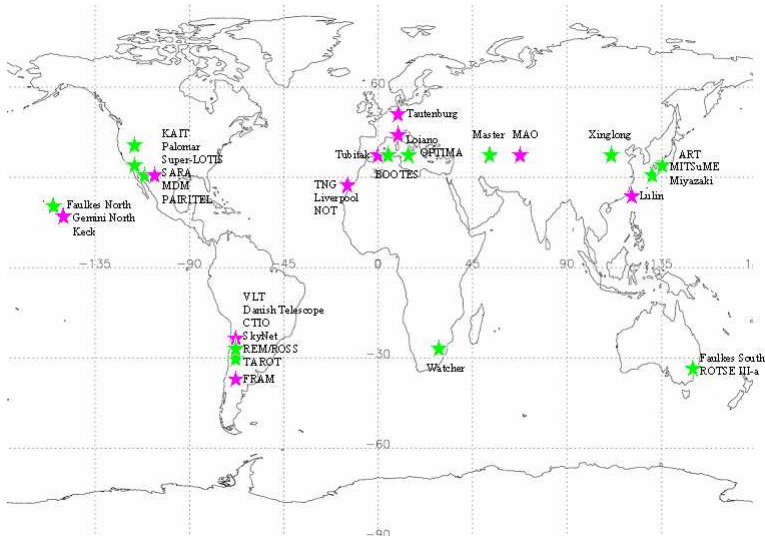 60
Tautenburg
KAIT
Palomar
Super-LOTIS
SARA
MDM
PAIRITEL
Loiano
Tubitak
OPTIMA
BOOTES
Master
MAO
Xinglong
ART
MITSuME
Miyazaki
TNG
Liverpool
NOT
Lulin
Faulkes North
Gemini North
Keck
-135
-90
-45
0
45
90
135
VLT
Danish Telescope
CTIO
SkyNet
REM/ROSS
TAROT
FRAM
Watcher
-30
Faulkes South
ROTSE III-a
-60
-90